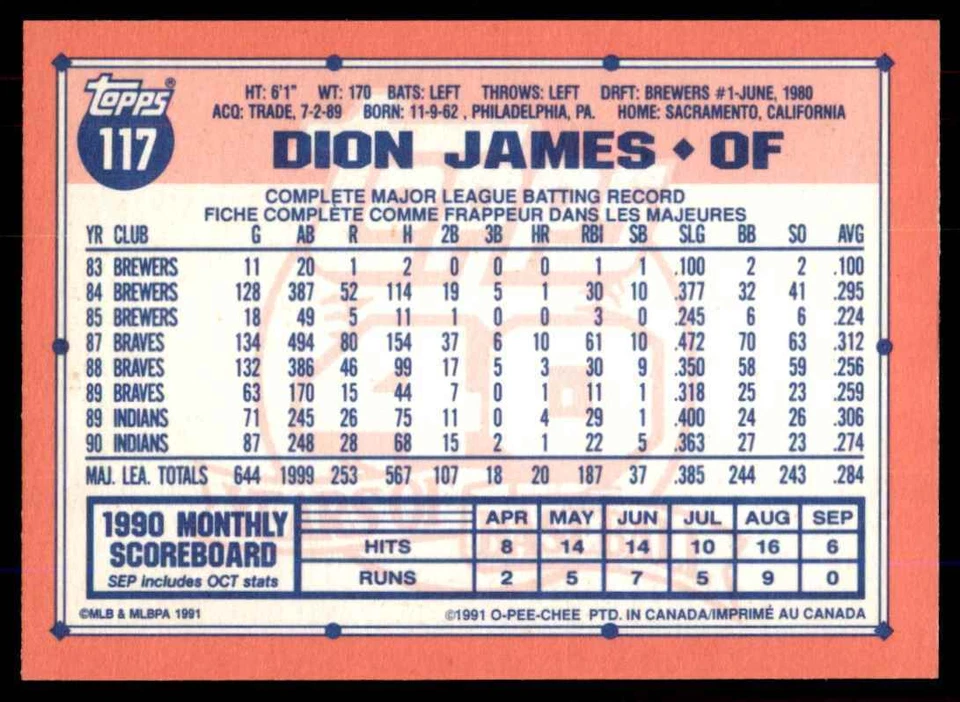 Topps®
117
HT: 6'1" WT: 170 BATS: LEFT THROWS: LEFT DRFT: BREWERS #1-JUNE, 1980
ACQ: TRADE, 7-2-89 BORN: 11-9-62 , PHILADELPHIA, PA. HOME: SACRAMENTO, CALIFORNIA
DION JAMES ◆ OF
COMPLETE MAJOR LEAGUE BATTING RECORD
FICHE COMPLÈTE COMME FRAPPEUR DANS LES MAJEURES
YR CLUB G AB R H 2B 3B HR RBI SB SLG BB SO AVG
83 BREWERS 11 20 1 2 0 0 0 1 1 .100 2 2 .100
84 BREWERS 128 387 52 114 19 5 1 30 10 .377 32 41 .295
85 BREWERS 18 49 5 11 1 0 0 3 0 .245 6 6 .224
87 BRAVES 134 494 80 154 37 6 10 61 10 .472 70 63 .312
88 BRAVES 132 386 46 99 17 5 3 30 9 .350 58 59 .256
89 BRAVES 63 170 15 44 7 0 1 11 1 .318 25 23 .259
89 INDIANS 71 245 26 75 11 0 4 29 1 .400 24 26 .306
90 INDIANS 87 248 28 68 15 2 1 22 5 .363 27 23 .274
MAJ. LEA. TOTALS 644 1999 253 567 107 18 20 187 37 .385 244 243 .284
1990 MONTHLY
SCOREBOARD
SEP includes OCT stats
APR MAY JUN JUL AUG SEP
HITS 8 14 14 10 16 6
RUNS 2 5 7 5 9 0
©MLB & MLBPA 1991
©1991 O-PEE-CHEE PTD. IN CANADA/IMPRIMÉ AU CANADA
Topps
40
YEARS OF